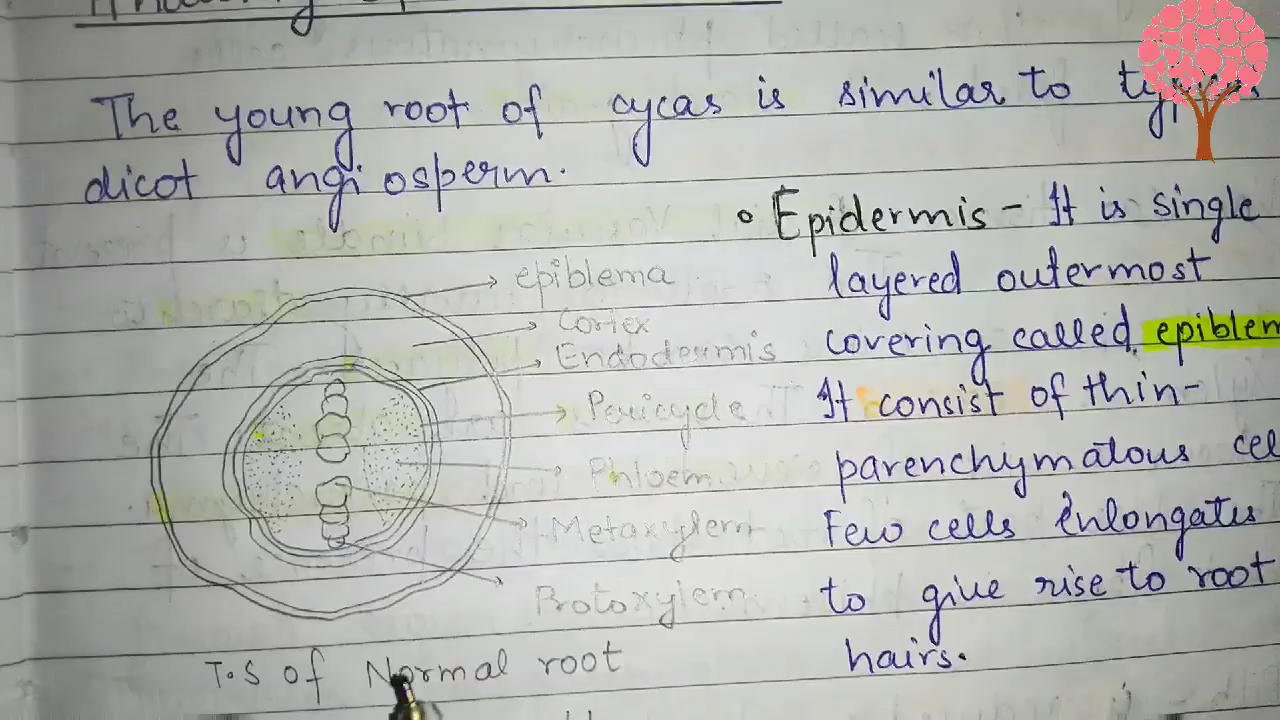 The young root of cycas is similar to
dicot angiosperm.
• Epidermis - It is single
layered outermost
covering called, epiblem
It consist of thin-
parenchymatous cel
Few cells Enlongates
to give rise to root
hairs.
epiblema
Cortex
Endodermis
Pericycle
Phloem
Metaxylem
Protoxylem
T.S of Normal root